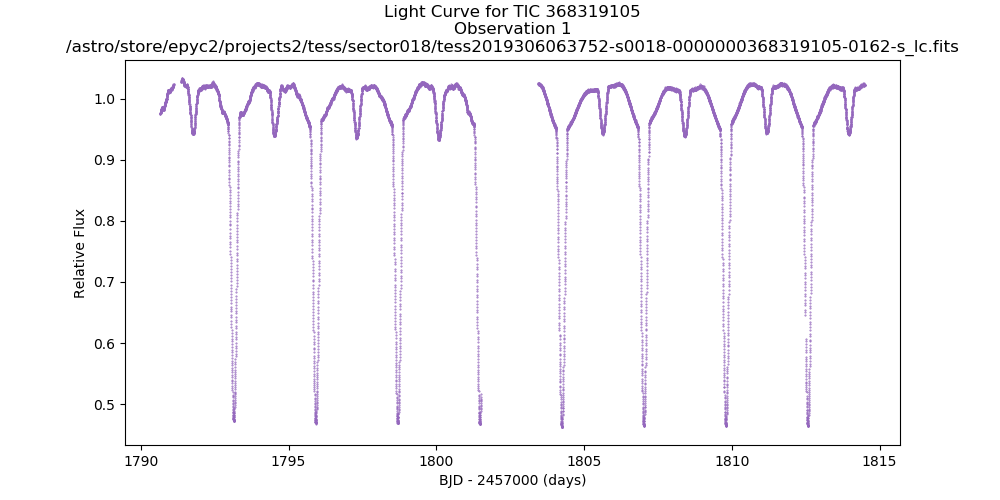 Light Curve for TIC 368319105
Observation 1
/astro/store/epyc2/projects2/tess/sector018/tess2019306063752-s0018-0000000368319105-0162-s_lc.fits
Relative Flux
1.0
0.9
0.8
0.7
0.6
0.5
1790
1795
1800
1805
1810
1815
BJD - 2457000 (days)